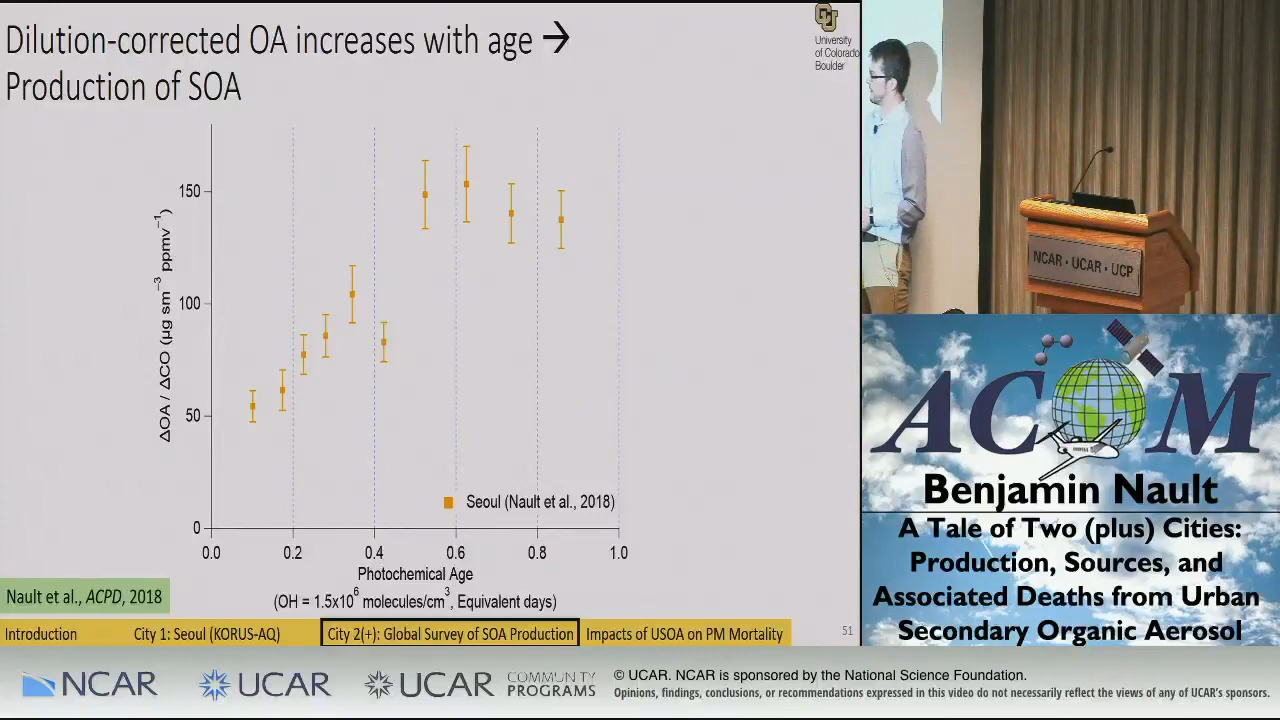 Dilution-corrected OA increases with age →
Production of SOA
University
of Colorado
Boulder
150
100
50
0
ΔOA / ΔCO (µg sm⁻³ ppmv⁻¹)
Seoul (Nault et al., 2018)
0.0 0.2 0.4 0.6 0.8 1.0
Photochemical Age
(OH = 1.5x10⁶ molecules/cm³, Equivalent days)
Nault et al., ACPD, 2018
Introduction City 1: Seoul (KORUS-AQ) City 2(+): Global Survey of SOA Production Impacts of USOA on PM Mortality
51
NCAR • UCAR • UCP
ACOM
Benjamin Nault
A Tale of Two (plus) Cities:
Production, Sources, and
Associated Deaths from Urban
Secondary Organic Aerosol
NCAR
UCAR
UCAR
COMMUNITY
PROGRAMS
© UCAR. NCAR is sponsored by the National Science Foundation.
Opinions, findings, conclusions, or recommendations expressed in this video do not necessarily reflect the views of any of UCAR's sponsors.